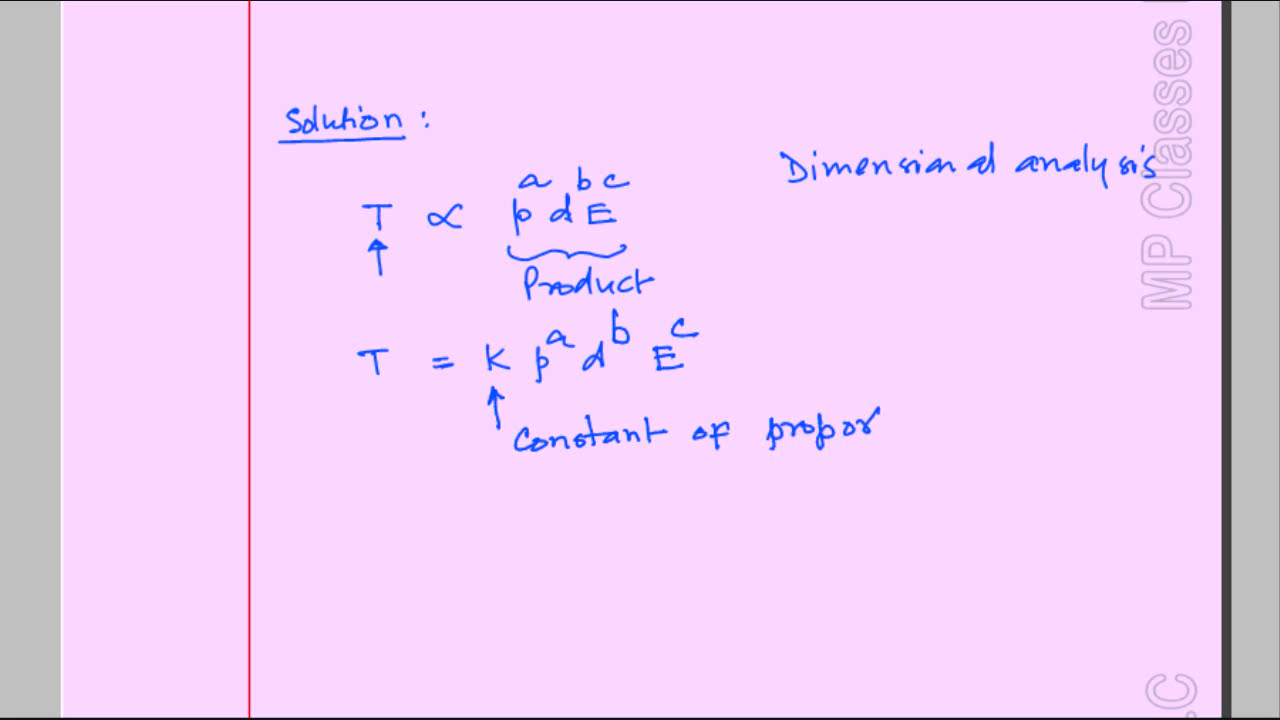 Solution :
Dimensional analysis
T ∝ p^a d^b E^c
Product
T = K p^a d^b E^c
Constant of propor
MP Classes
.C